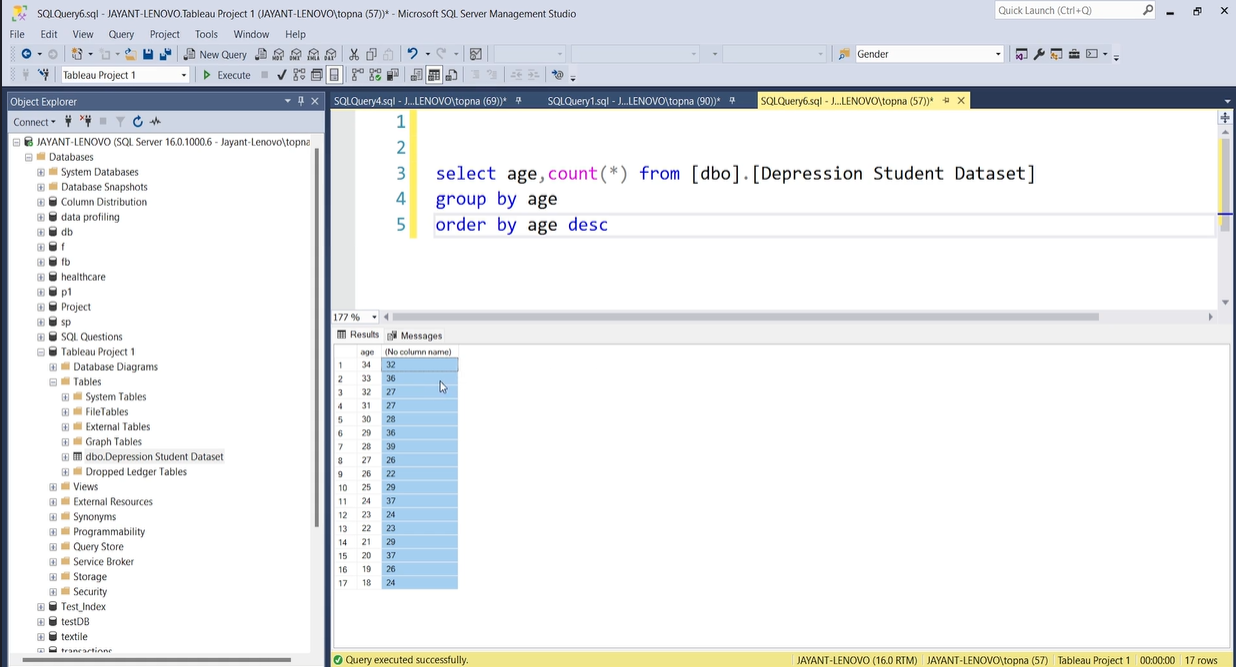 SQLQuery6.sql - JAYANT-LENOVO.Tableau Project 1 (JAYANT-LENOVO\topna (57))* - Microsoft SQL Server Management Studio
Quick Launch (Ctrl+Q)
File Edit View Query Project Tools Window Help
New Query
Gender
Tableau Project 1
Execute
Object Explorer
SQLQuery4.sql - J...LENOVO\topna (69))*
SQLQuery1.sql - J...LENOVO\topna (90))*
SQLQuery6.sql - J...LENOVO\topna (57))*
Connect
JAYANT-LENOVO (SQL Server 16.0.1000.6 - Jayant-Lenovo\topna
Databases
System Databases
Database Snapshots
Column Distribution
data profiling
db
f
fb
healthcare
p1
Project
sp
SQL Questions
Tableau Project 1
Database Diagrams
Tables
System Tables
FileTables
External Tables
Graph Tables
dbo.Depression Student Dataset
Dropped Ledger Tables
Views
External Resources
Synonyms
Programmability
Query Store
Service Broker
Storage
Security
Test_Index
testDB
textile
transactions
1
2
3 select age,count(*) from [dbo].[Depression Student Dataset]
4 group by age
5 order by age desc
177 %
Results Messages
age (No column name)
1 34 32
2 33 36
3 32 27
4 31 27
5 30 28
6 29 36
7 28 39
8 27 26
9 26 22
10 25 29
11 24 37
12 23 24
13 22 23
14 21 29
15 20 37
16 19 26
17 18 24
Query executed successfully.
JAYANT-LENOVO (16.0 RTM) JAYANT-LENOVO\topna (57) Tableau Project 1 00:00:00 17 rows